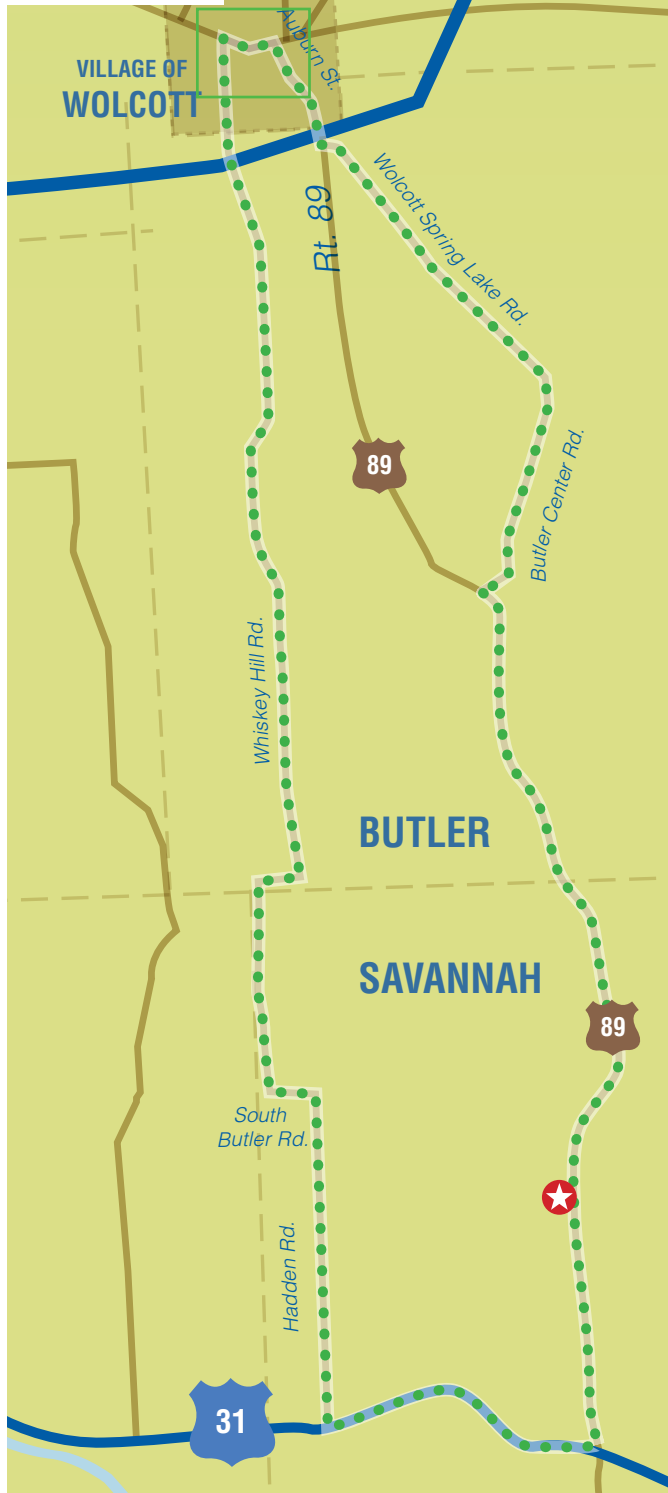 VILLAGE OF
WOLCOTT
Auburn St.
Rt. 89
Wolcott Spring Lake Rd.
89
Butler Center Rd.
Whiskey Hill Rd.
BUTLER
SAVANNAH
89
South
Butler Rd.
Hadden Rd.
31